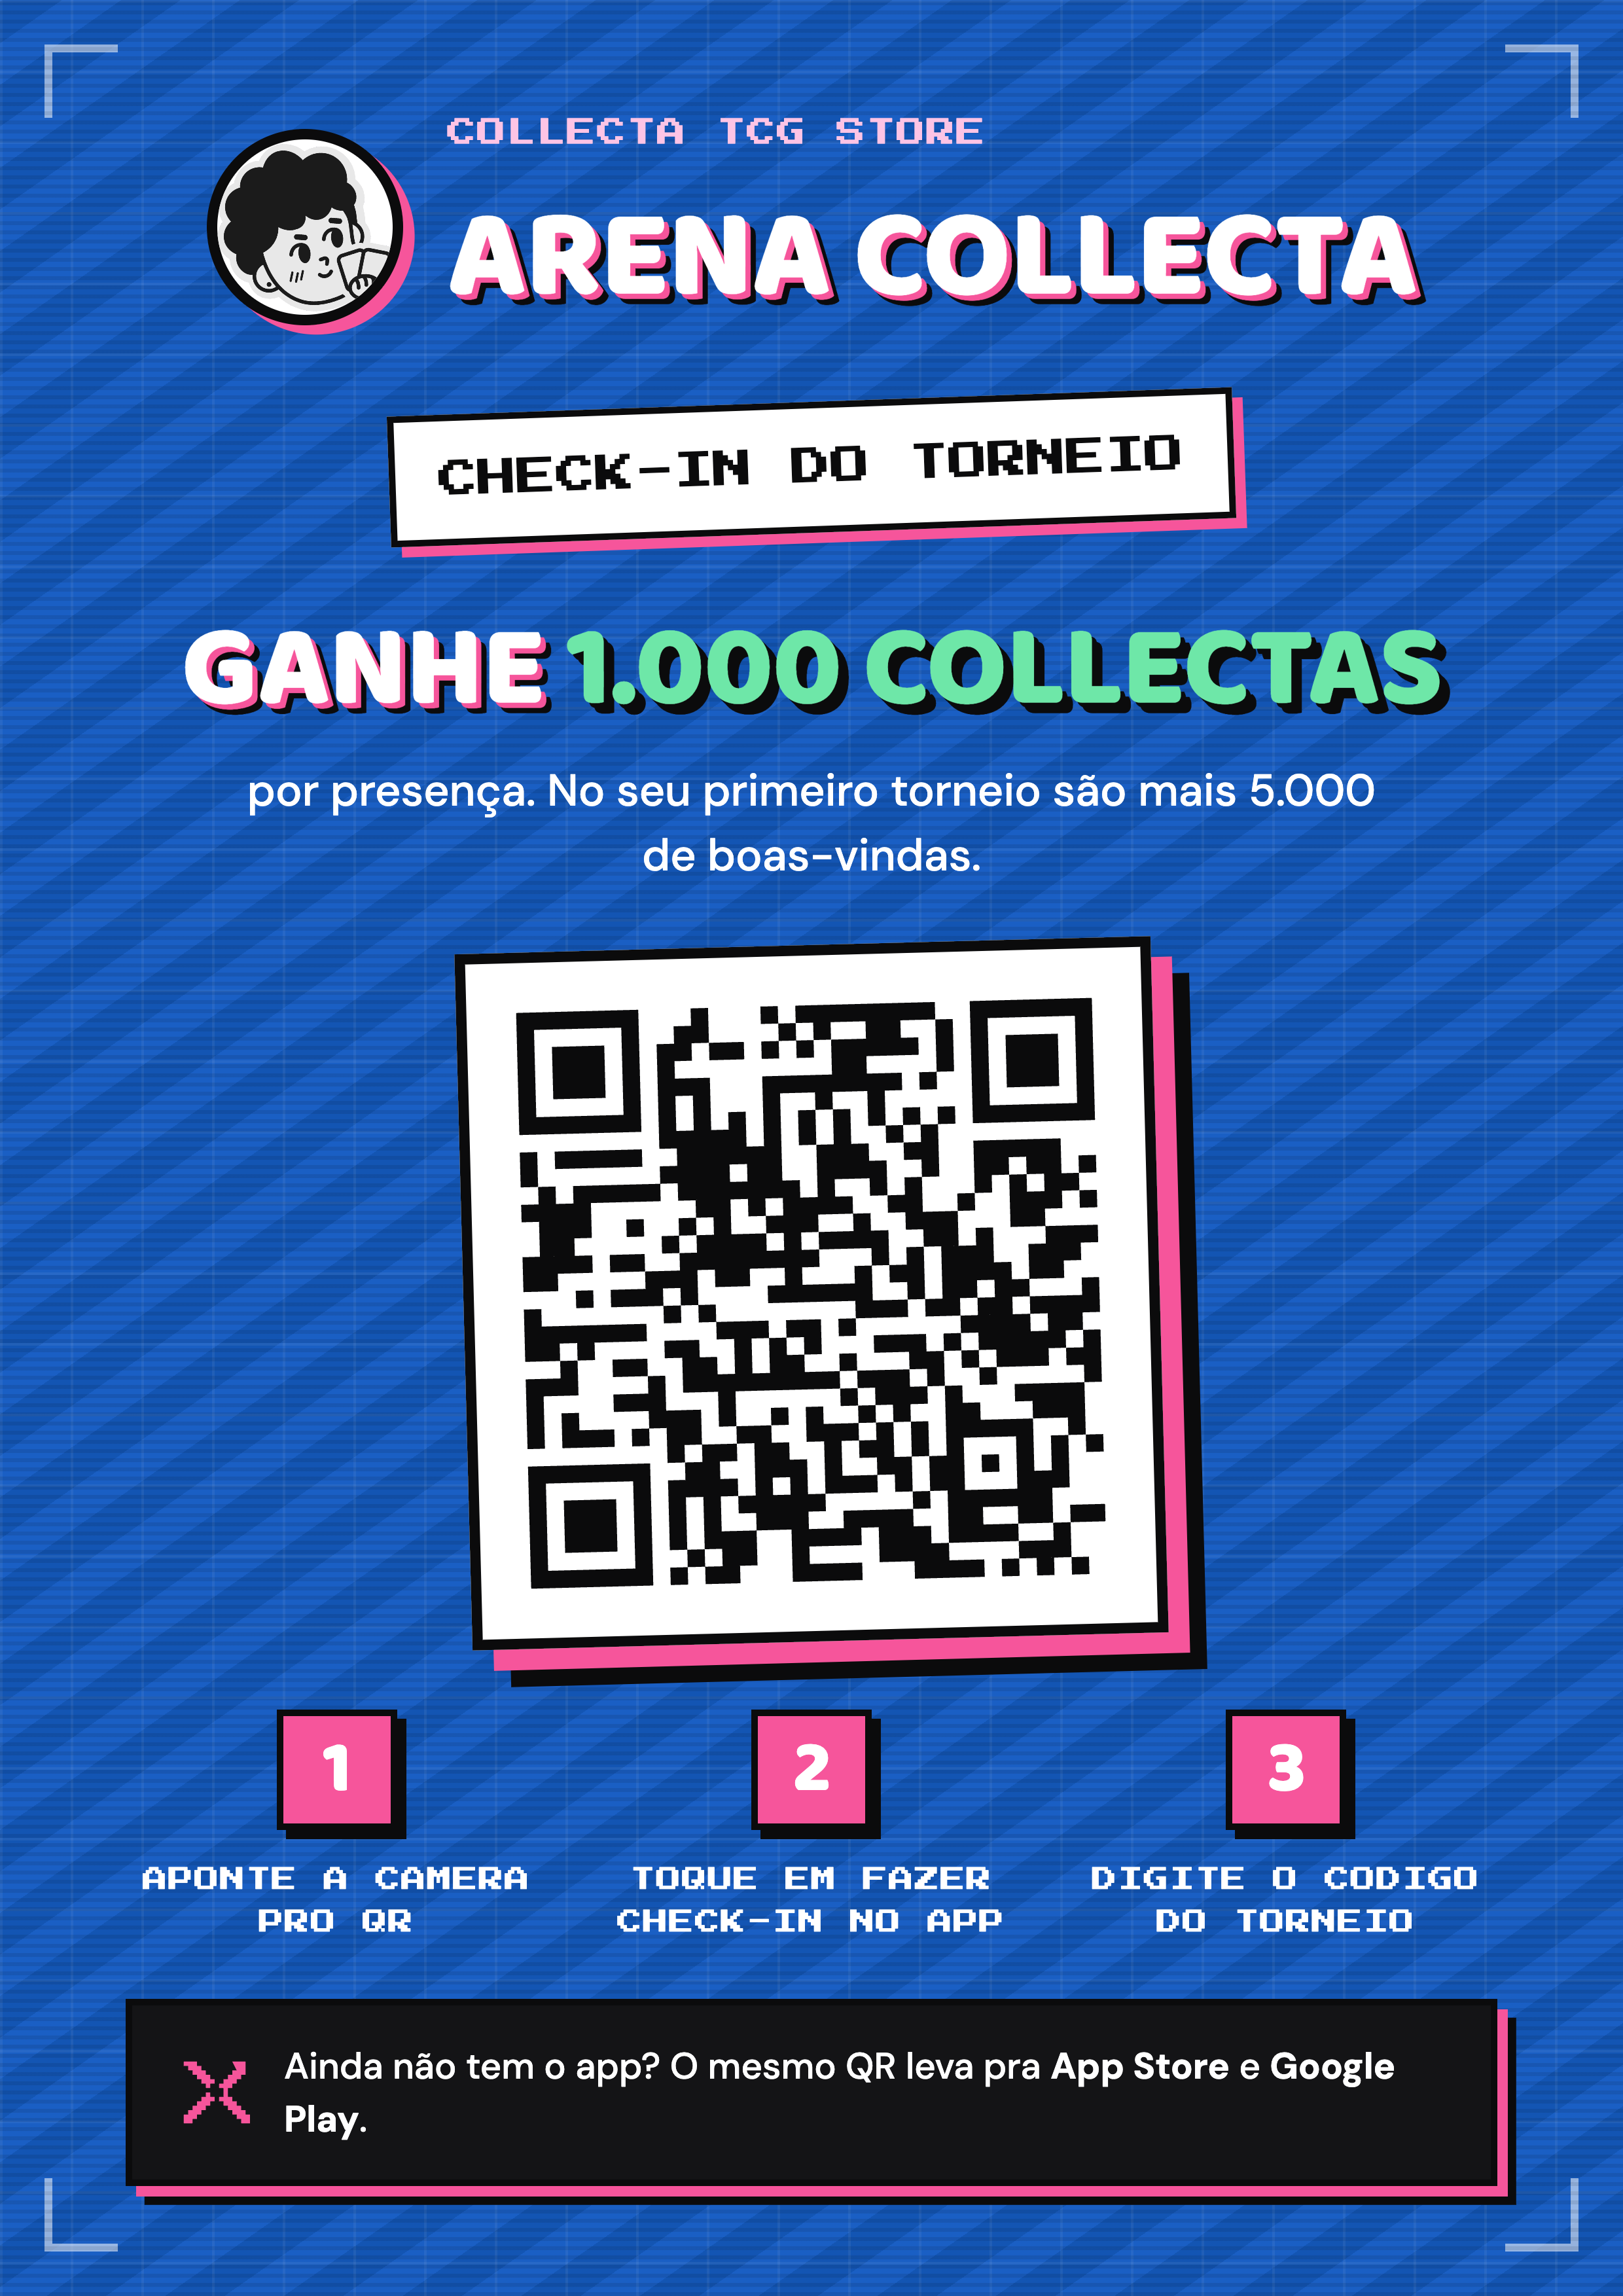 COLLECTA TCG STORE
ARENA COLLECTA
CHECK-IN DO TORNEIO
GANHE 1.000 COLLECTAS
por presença. No seu primeiro torneio são mais 5.000
de boas-vindas.
1
2
3
APONTE A CAMERA
PRO QR
TOQUE EM FAZER
CHECK-IN NO APP
DIGITE O CODIGO
DO TORNEIO
Ainda não tem o app? O mesmo QR leva pra App Store e Google
Play.